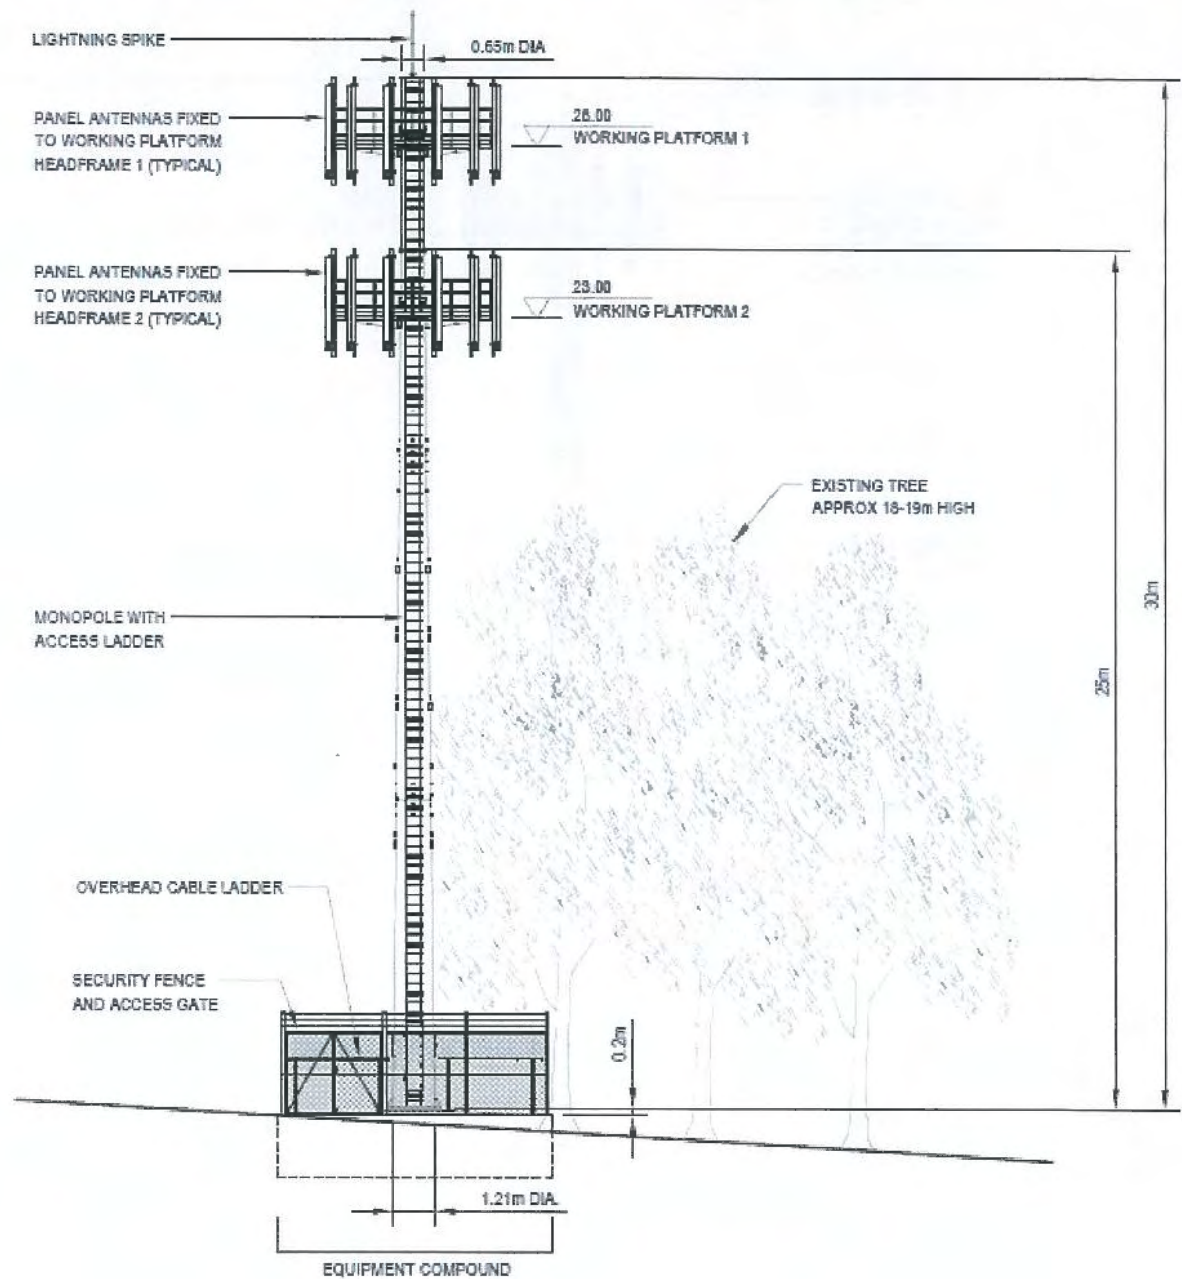 LIGHTNING SPIKE
0.65m DIA
PANEL ANTENNAS FIXED
TO WORKING PLATFORM
HEADFRAME 1 (TYPICAL)
28.00
WORKING PLATFORM 1
PANEL ANTENNAS FIXED
TO WORKING PLATFORM
HEADFRAME 2 (TYPICAL)
23.00
WORKING PLATFORM 2
EXISTING TREE
APPROX 18-19m HIGH
30m
MONOPOLE WITH
ACCESS LADDER
25m
OVERHEAD CABLE LADDER
SECURITY FENCE
AND ACCESS GATE
0.2m
1.21m DIA.
EQUIPMENT COMPOUND